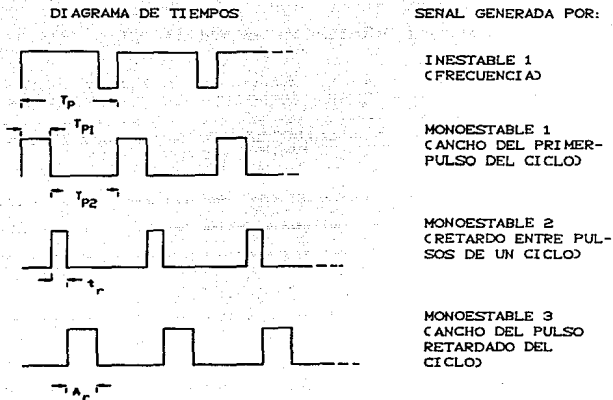 DIAGRAMA DE TIEMPOS
SEÑAL GENERADA POR:
INESTABLE 1
(FRECUENCIA)
TP
TP1
MONOESTABLE 1
(ANCHO DEL PRIMER-
PULSO DEL CICLO)
TP2
MONOESTABLE 2
(RETARDO ENTRE PUL-
SOS DE UN CICLO)
tr
MONOESTABLE 3
(ANCHO DEL PULSO
RETARDADO DEL
CICLO)
Ar